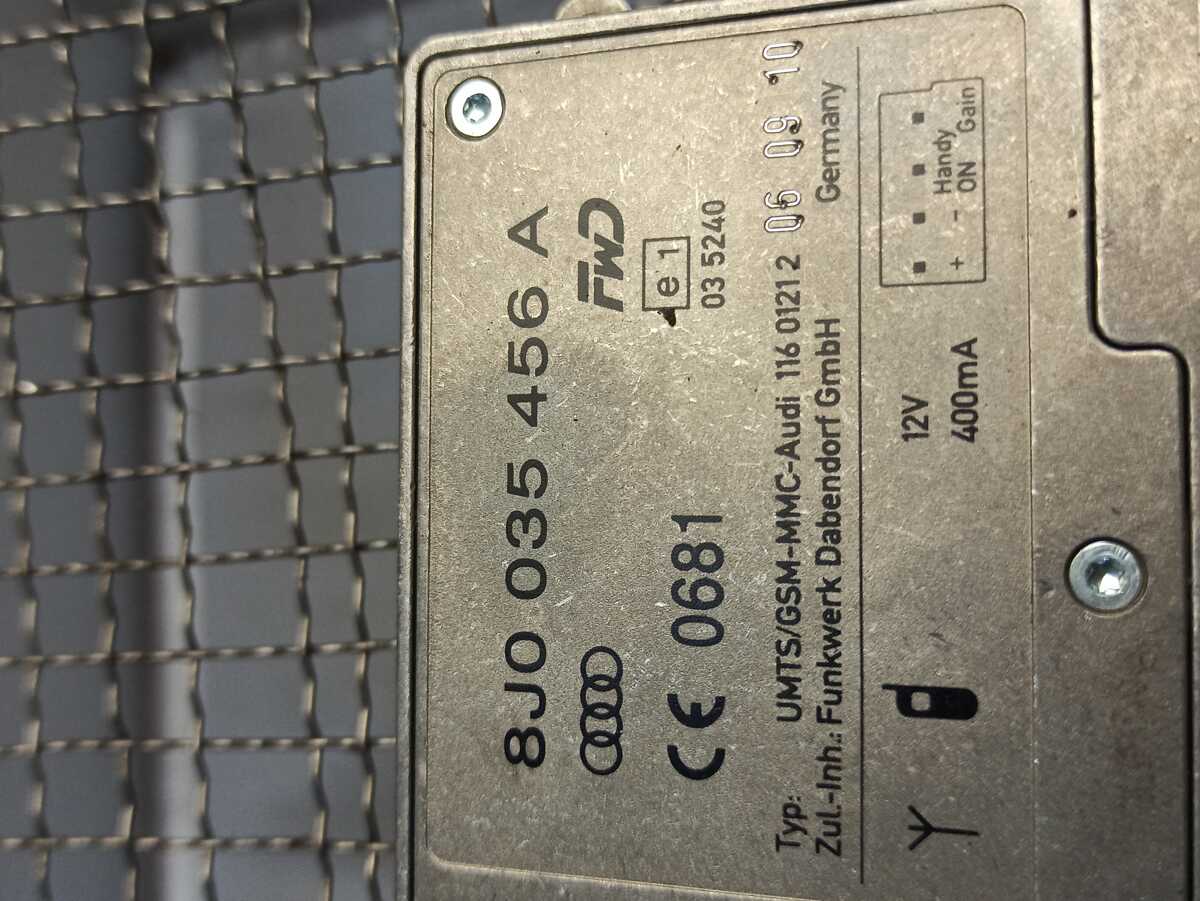 8J0 035 456 A
FWD
e 1
03 5240
CE 0681
Typ: UMTS/GSM-MMC-Audi 116 0121 2 06 09 10
Zul.-Inh.: Funkwerk Dabendorf GmbH Germany
12V
400mA
+ - Handy
ON Gain